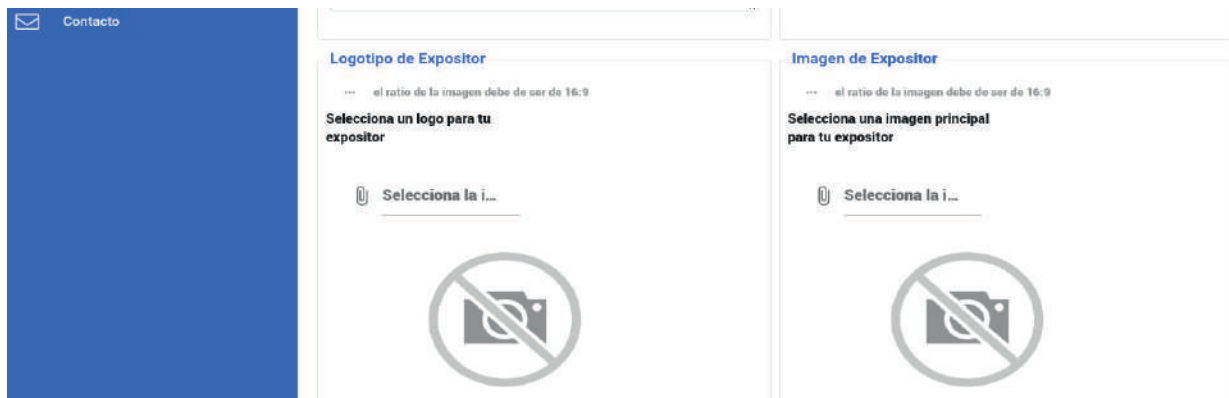 Contacto
Logotipo de Expositor
--- el ratio de la imagen debe de ser de 16:9
Selecciona un logo para tu
expositor
Selecciona la i...
Imagen de Expositor
--- el ratio de la imagen debe de ser de 16:9
Selecciona una imagen principal
para tu expositor
Selecciona la i...